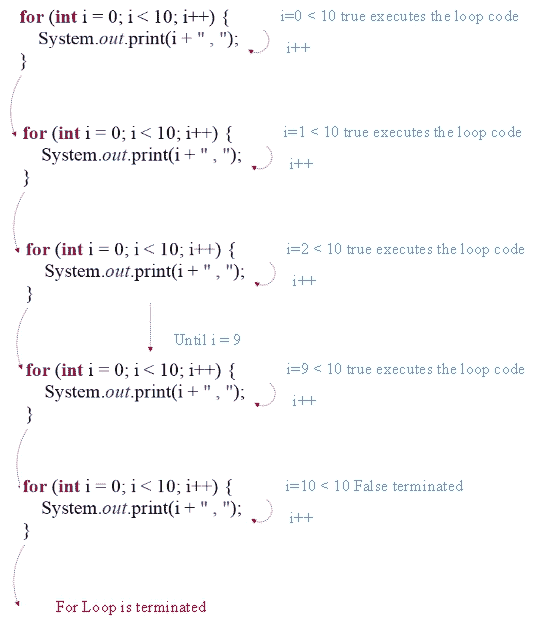 for (int i = 0; i < 10; i++) { i=0 < 10 true executes the loop code
System.out.print(i + " , "); i++
}
for (int i = 0; i < 10; i++) { i=1 < 10 true executes the loop code
System.out.print(i + " , "); i++
}
for (int i = 0; i < 10; i++) { i=2 < 10 true executes the loop code
System.out.print(i + " , "); i++
}
Until i = 9
for (int i = 0; i < 10; i++) { i=9 < 10 true executes the loop code
System.out.print(i + " , "); i++
}
for (int i = 0; i < 10; i++) { i=10 < 10 False terminated
System.out.print(i + " , "); i++
}
For Loop is terminated